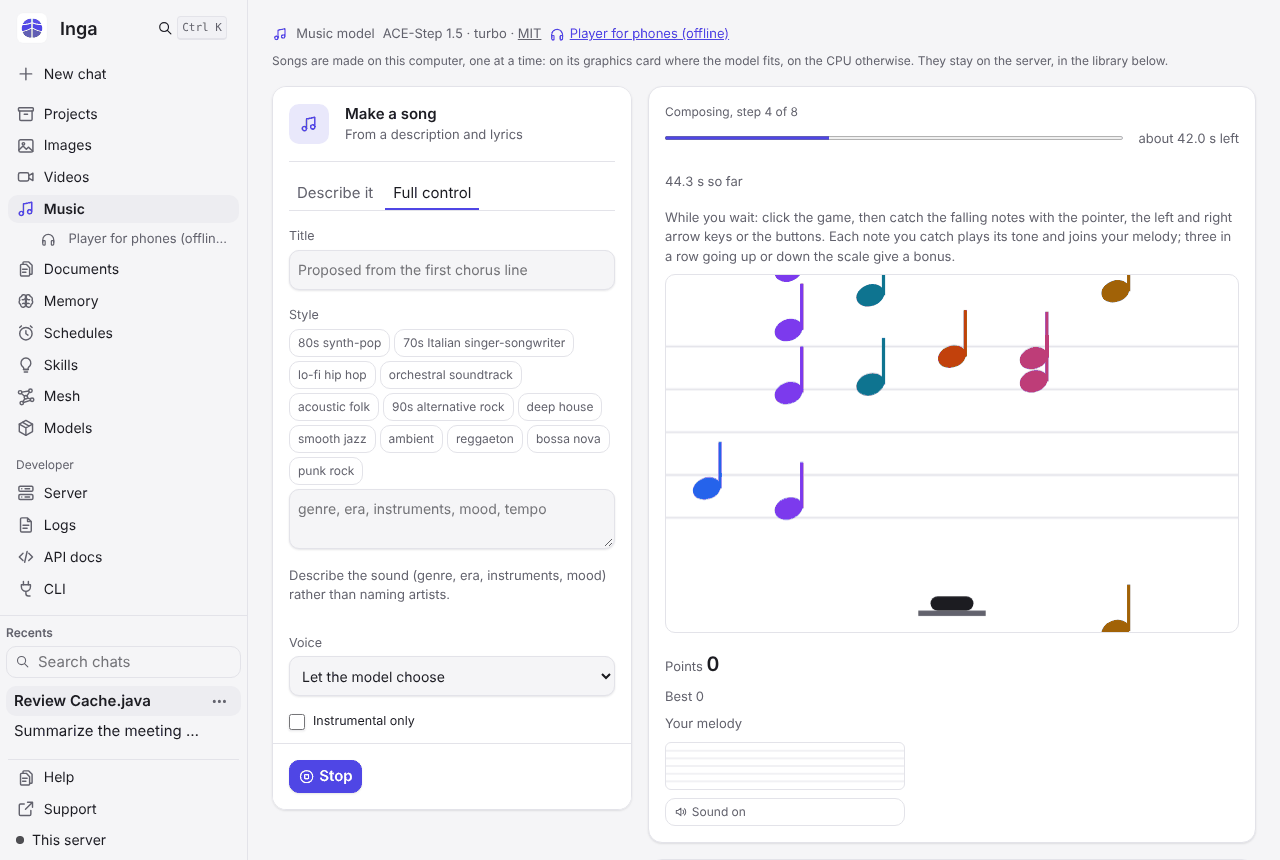 Inga
Ctrl K
New chat
Projects
Images
Videos
Music
Player for phones (offlin...
Documents
Memory
Schedules
Skills
Mesh
Models
Developer
Server
Logs
API docs
CLI
Recents
Search chats
Review Cache.java
Summarize the meeting ...
Help
Support
This server
Music model ACE-Step 1.5 · turbo · MIT Player for phones (offline)
Songs are made on this computer, one at a time: on its graphics card where the model fits, on the CPU otherwise. They stay on the server, in the library below.
Make a song
From a description and lyrics
Describe it Full control
Title
Proposed from the first chorus line
Style
80s synth-pop 70s Italian singer-songwriter
lo-fi hip hop orchestral soundtrack
acoustic folk 90s alternative rock deep house
smooth jazz ambient reggaeton bossa nova
punk rock
genre, era, instruments, mood, tempo
Describe the sound (genre, era, instruments, mood)
rather than naming artists.
Voice
Let the model choose
Instrumental only
Stop
Composing, step 4 of 8
about 42.0 s left
44.3 s so far
While you wait: click the game, then catch the falling notes with the pointer, the left and right
arrow keys or the buttons. Each note you catch plays its tone and joins your melody; three in
a row going up or down the scale give a bonus.
Points 0
Best 0
Your melody
Sound on